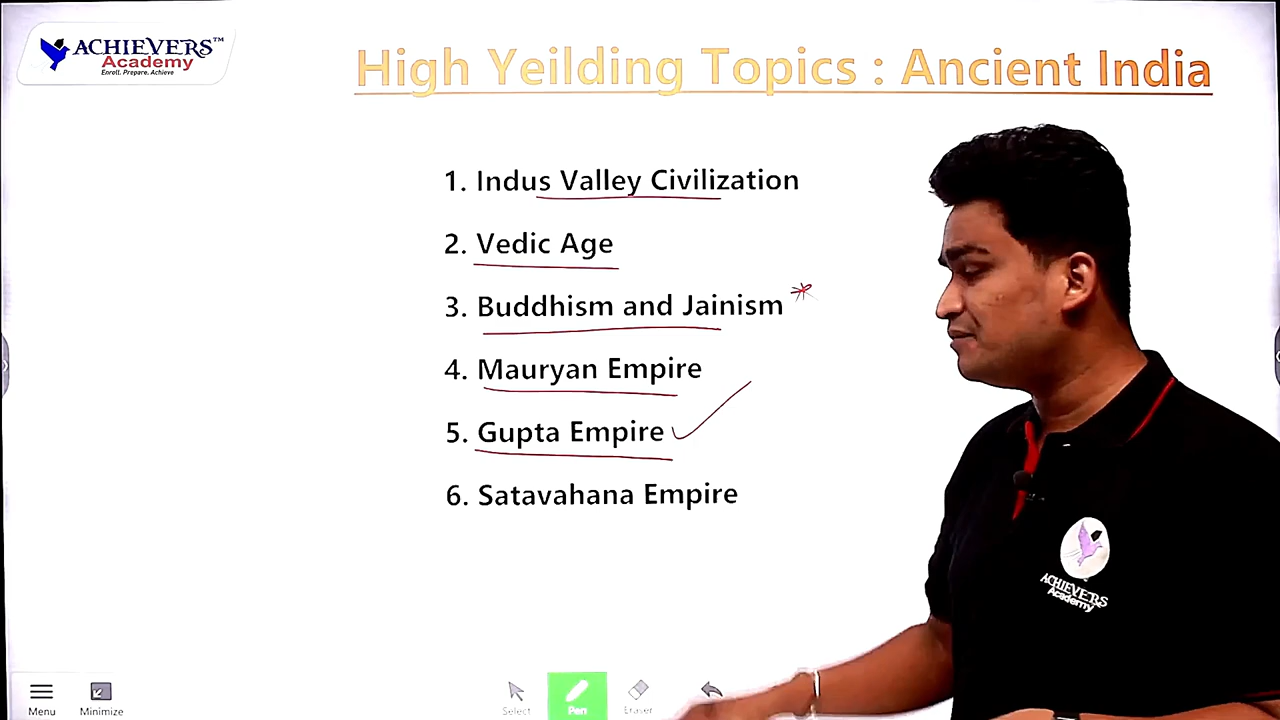 ACHIEVERS™
Academy
Enroll. Prepare. Achieve
High Yeilding Topics : Ancient India
1. Indus Valley Civilization
2. Vedic Age
3. Buddhism and Jainism *
4. Mauryan Empire
5. Gupta Empire
6. Satavahana Empire
ACHIEVERS
Academy
Menu
Minimize
Select
Pen
Eraser